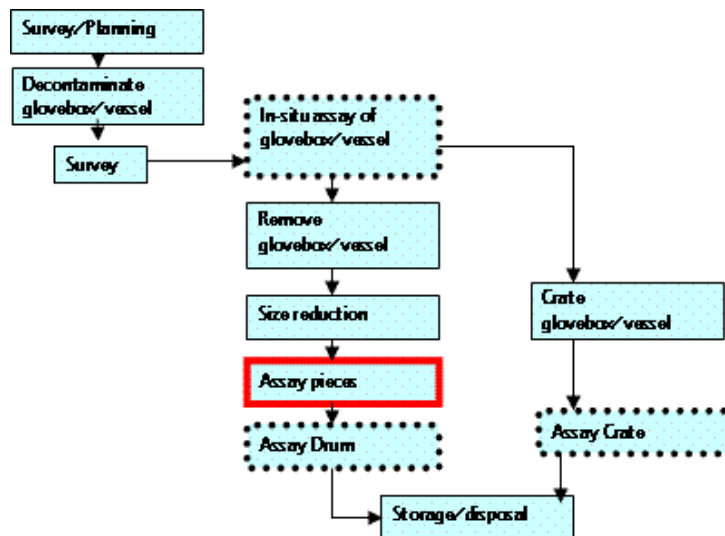 Survey/Planning
Decontaminate
glovebox/vessel
Survey
In-situ assay of
glovebox/vessel
Remove
glovebox/vessel
Size reduction
Assay pieces
Assay Drum
Crate
glovebox/vessel
Assay Crate
Storage/disposal